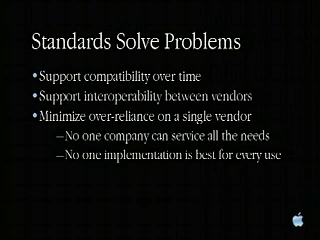 Standards Solve Problems
•Support compatibility over time
•Support interoperability between vendors
•Minimize over-reliance on a single vendor
–No one company can service all the needs
–No one implementation is best for every use